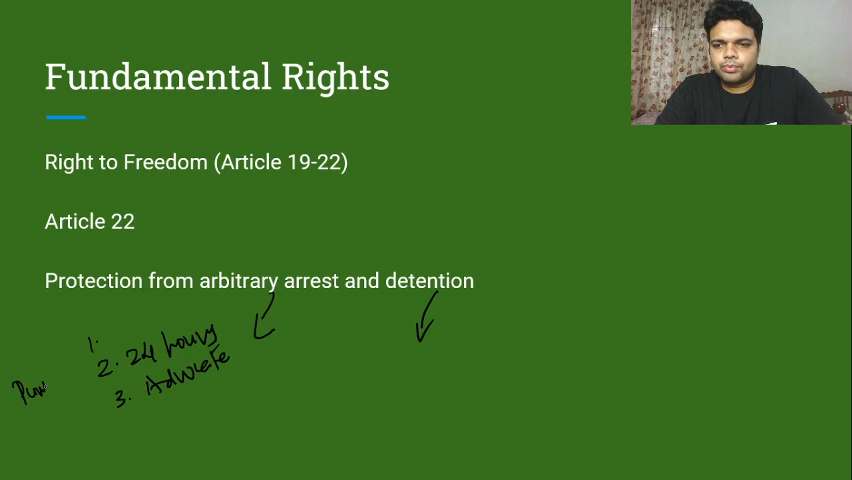 Fundamental Rights
Right to Freedom (Article 19-22)
Article 22
Protection from arbitrary arrest and detention
1.
2. 24 hours
3. Advocate